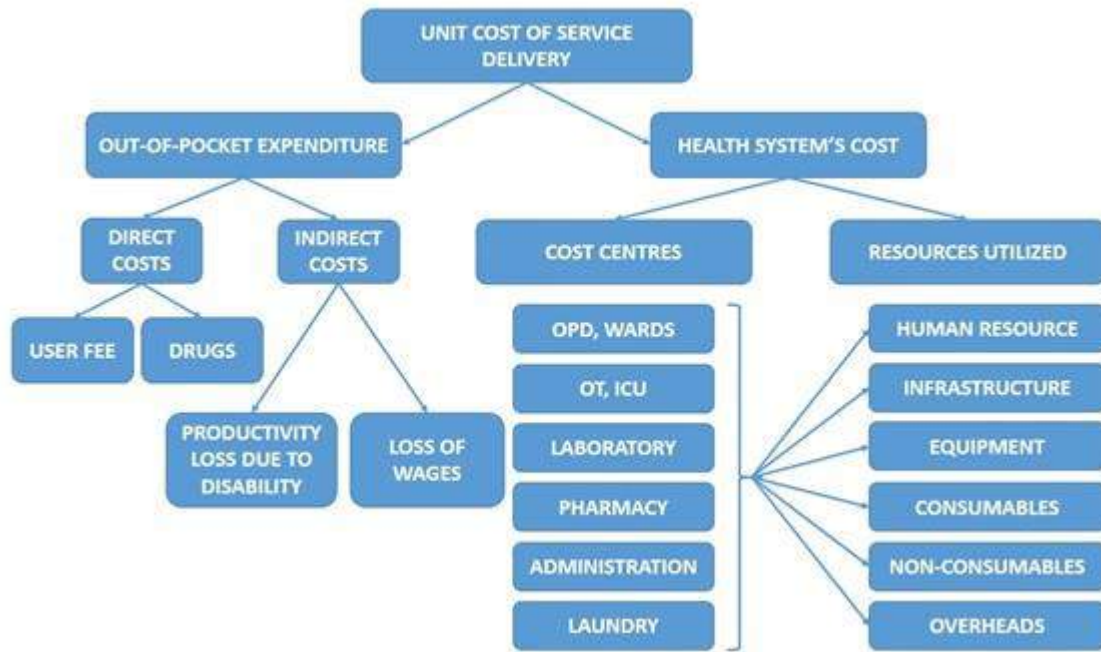 UNIT COST OF SERVICE
DELIVERY
OUT-OF-POCKET EXPENDITURE
HEALTH SYSTEM'S COST
DIRECT
COSTS
INDIRECT
COSTS
COST CENTRES
RESOURCES UTILIZED
USER FEE
DRUGS
PRODUCTIVITY
LOSS DUE TO
DISABILITY
LOSS OF
WAGES
OPD, WARDS
OT, ICU
LABORATORY
PHARMACY
ADMINISTRATION
LAUNDRY
HUMAN RESOURCE
INFRASTRUCTURE
EQUIPMENT
CONSUMABLES
NON-CONSUMABLES
OVERHEADS